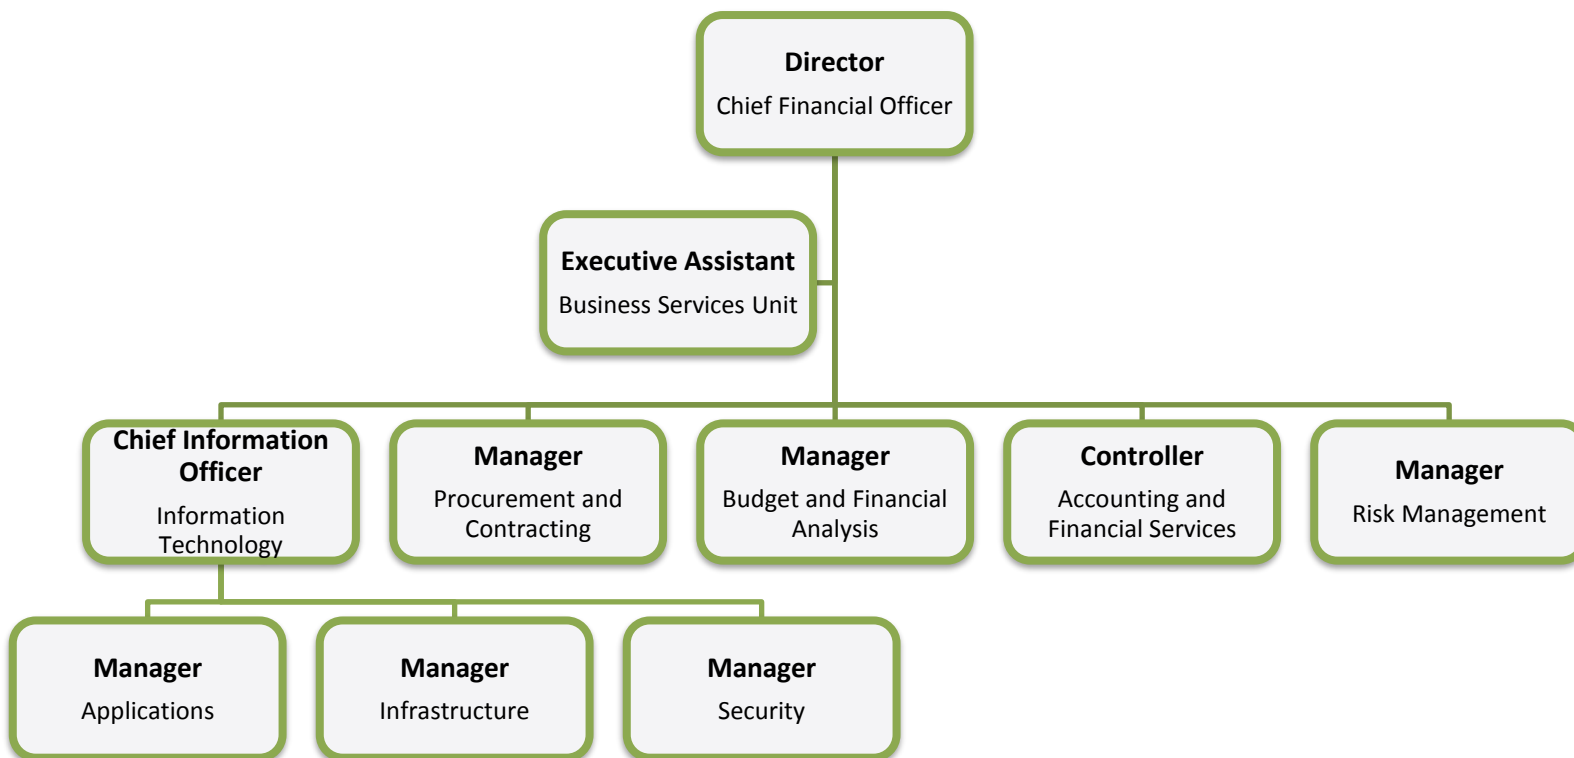 Director
Chief Financial Officer
Executive Assistant
Business Services Unit
Chief Information
Officer
Information
Technology
Manager
Procurement and
Contracting
Manager
Budget and Financial
Analysis
Controller
Accounting and
Financial Services
Manager
Risk Management
Manager
Applications
Manager
Infrastructure
Manager
Security